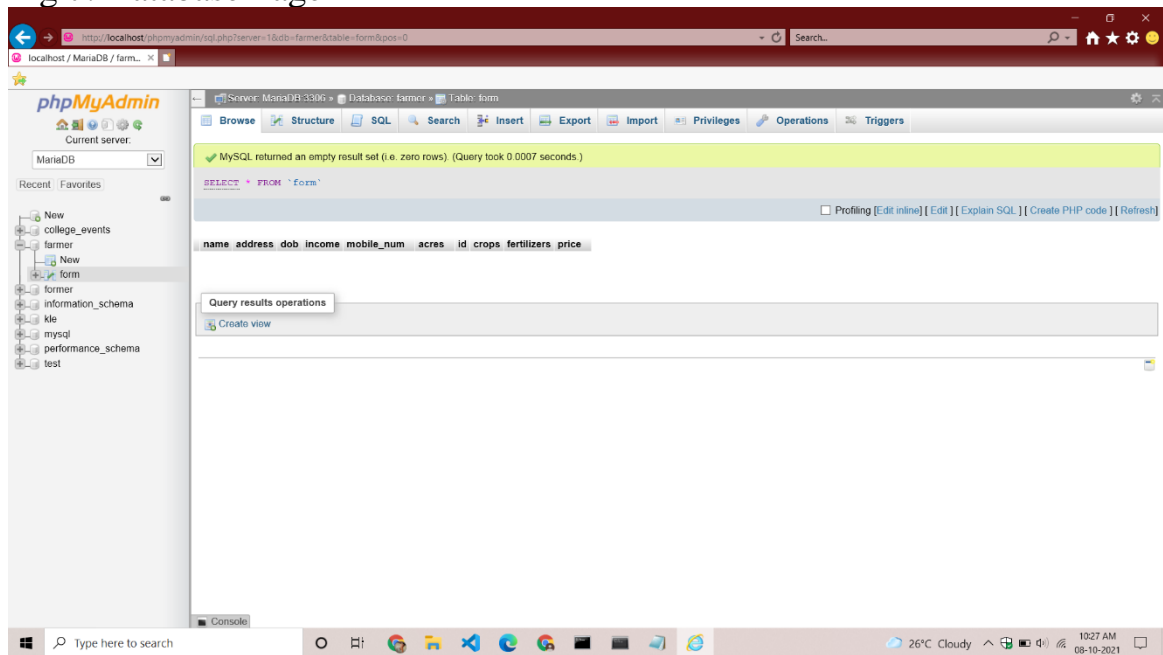 http://localhost/phpmyadmin/sql.php?server=1&db=farmer&table=form&pos=0
Search...
localhost / MariaDB / farm...
phpMyAdmin
Current server:
MariaDB
Recent Favorites
New
college_events
farmer
New
form
former
information_schema
kle
mysql
performance_schema
test
Server: MariaDB:3306 » Database: farmer » Table: form
Browse Structure SQL Search Insert Export Import Privileges Operations Triggers
MySQL returned an empty result set (i.e. zero rows). (Query took 0.0007 seconds.)
SELECT * FROM `form`
Profiling [Edit inline] [ Edit ] [ Explain SQL ] [ Create PHP code ] [ Refresh]
name address dob income mobile_num acres id crops fertilizers price
Query results operations
Create view
Console
Type here to search
26°C Cloudy
10:27 AM
08-10-2021